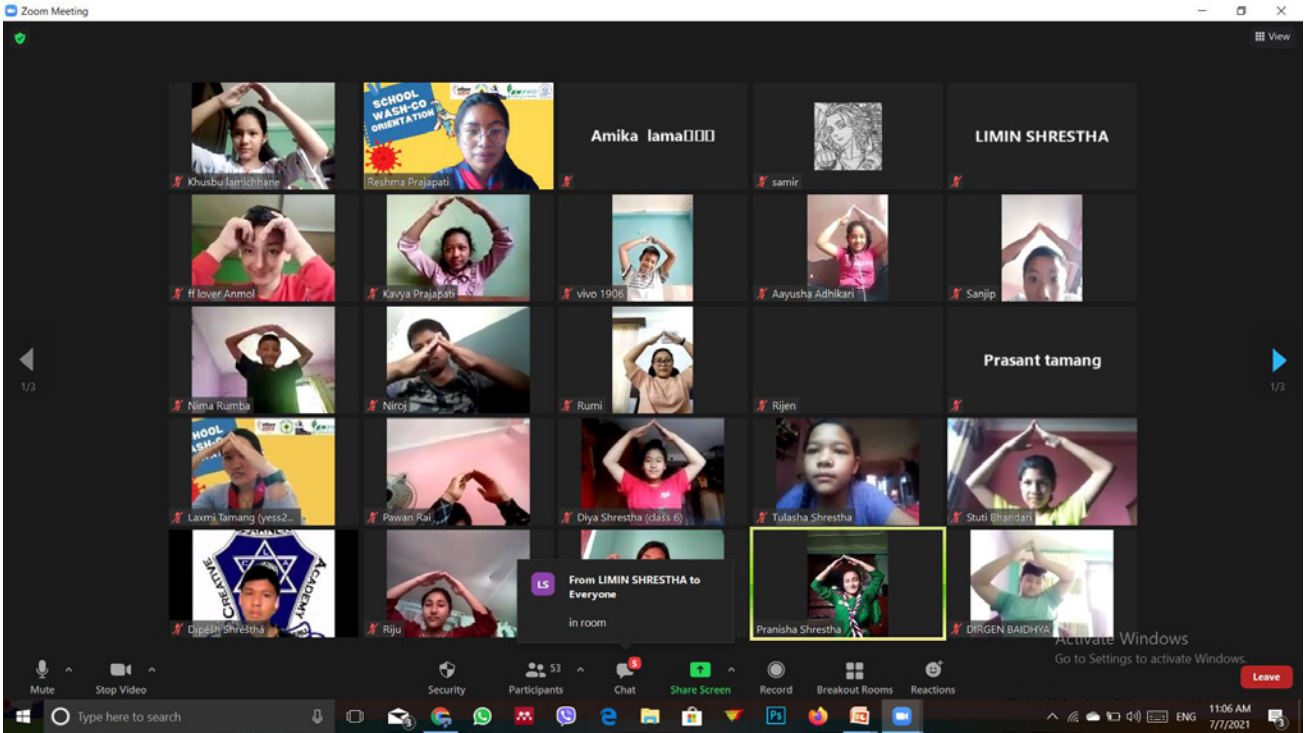 Zoom Meeting
View
SCHOOL
WASH-CO
ORIENTATION
Khusbu lamichhane
Reshma Prajapati
Amika lama▯▯▯
samir
LIMIN SHRESTHA
ff lover Anmol
Kavya Prajapati
vivo 1906
Aayusha Adhikari
Sanjip
1/3
1/3
Nima Rumba
Niroj
Rumi
Rijen
Prasant tamang
Laxmi Tamang (yess2...
Pawan Rai
Diya Shrestha (class 6)
Tulasha Shrestha
Stuti Bhandari
CREATIVE
ACADEMY
Dipesh Shrestha
Riju
LS
From LIMIN SHRESTHA to
Everyone
in room
Pranisha Shrestha
DIRGEN BAIDHYA
Activate Windows
Go to Settings to activate Windows.
Mute
Stop Video
Security
53
Participants
5
Chat
Share Screen
Record
Breakout Rooms
Reactions
Leave
Type here to search
Ps
ENG
11:06 AM
7/7/2021
3